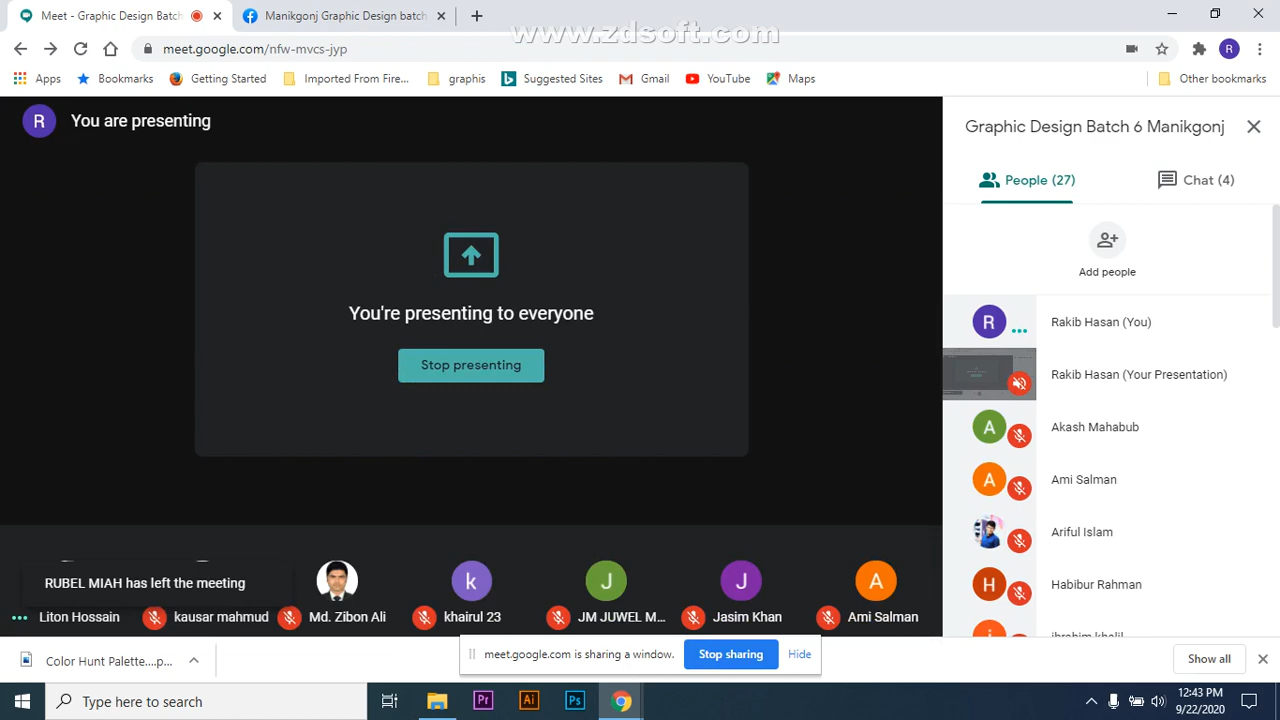 Meet - Graphic Design Batch
Manikgonj Graphic Design batch
www.zdsoft.com
meet.google.com/nfw-mvcs-jyp
R
Apps
Bookmarks
Getting Started
Imported From Fire...
graphis
Suggested Sites
Gmail
YouTube
Maps
Other bookmarks
R
You are presenting
You're presenting to everyone
Stop presenting
Graphic Design Batch 6 Manikgonj
People (27)
Chat (4)
Add people
R
Rakib Hasan (You)
Rakib Hasan (Your Presentation)
A
Akash Mahabub
A
Ami Salman
Ariful Islam
H
Habibur Rahman
i
ibrahim khalil
RUBEL MIAH has left the meeting
k
J
J
A
Liton Hossain
kausar mahmud
Md. Zibon Ali
khairul 23
JM JUWEL M...
Jasim Khan
Ami Salman
meet.google.com is sharing a window.
Stop sharing
Hide
Color Hunt Palette....p...
Show all
Type here to search
Pr
Ai
Ps
12:43 PM
9/22/2020